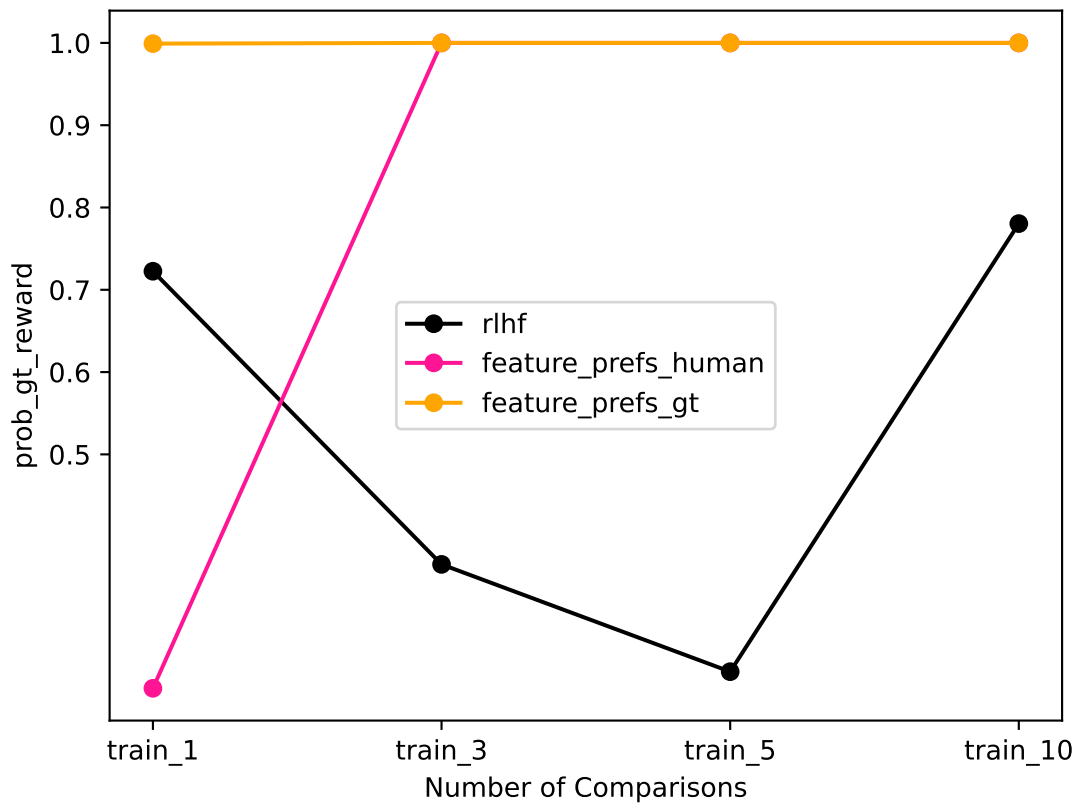 1.0
0.9
0.8
0.7
0.6
0.5
prob_gt_reward
rlhf
feature_prefs_human
feature_prefs_gt
train_1 train_3 train_5 train_10
Number of Comparisons